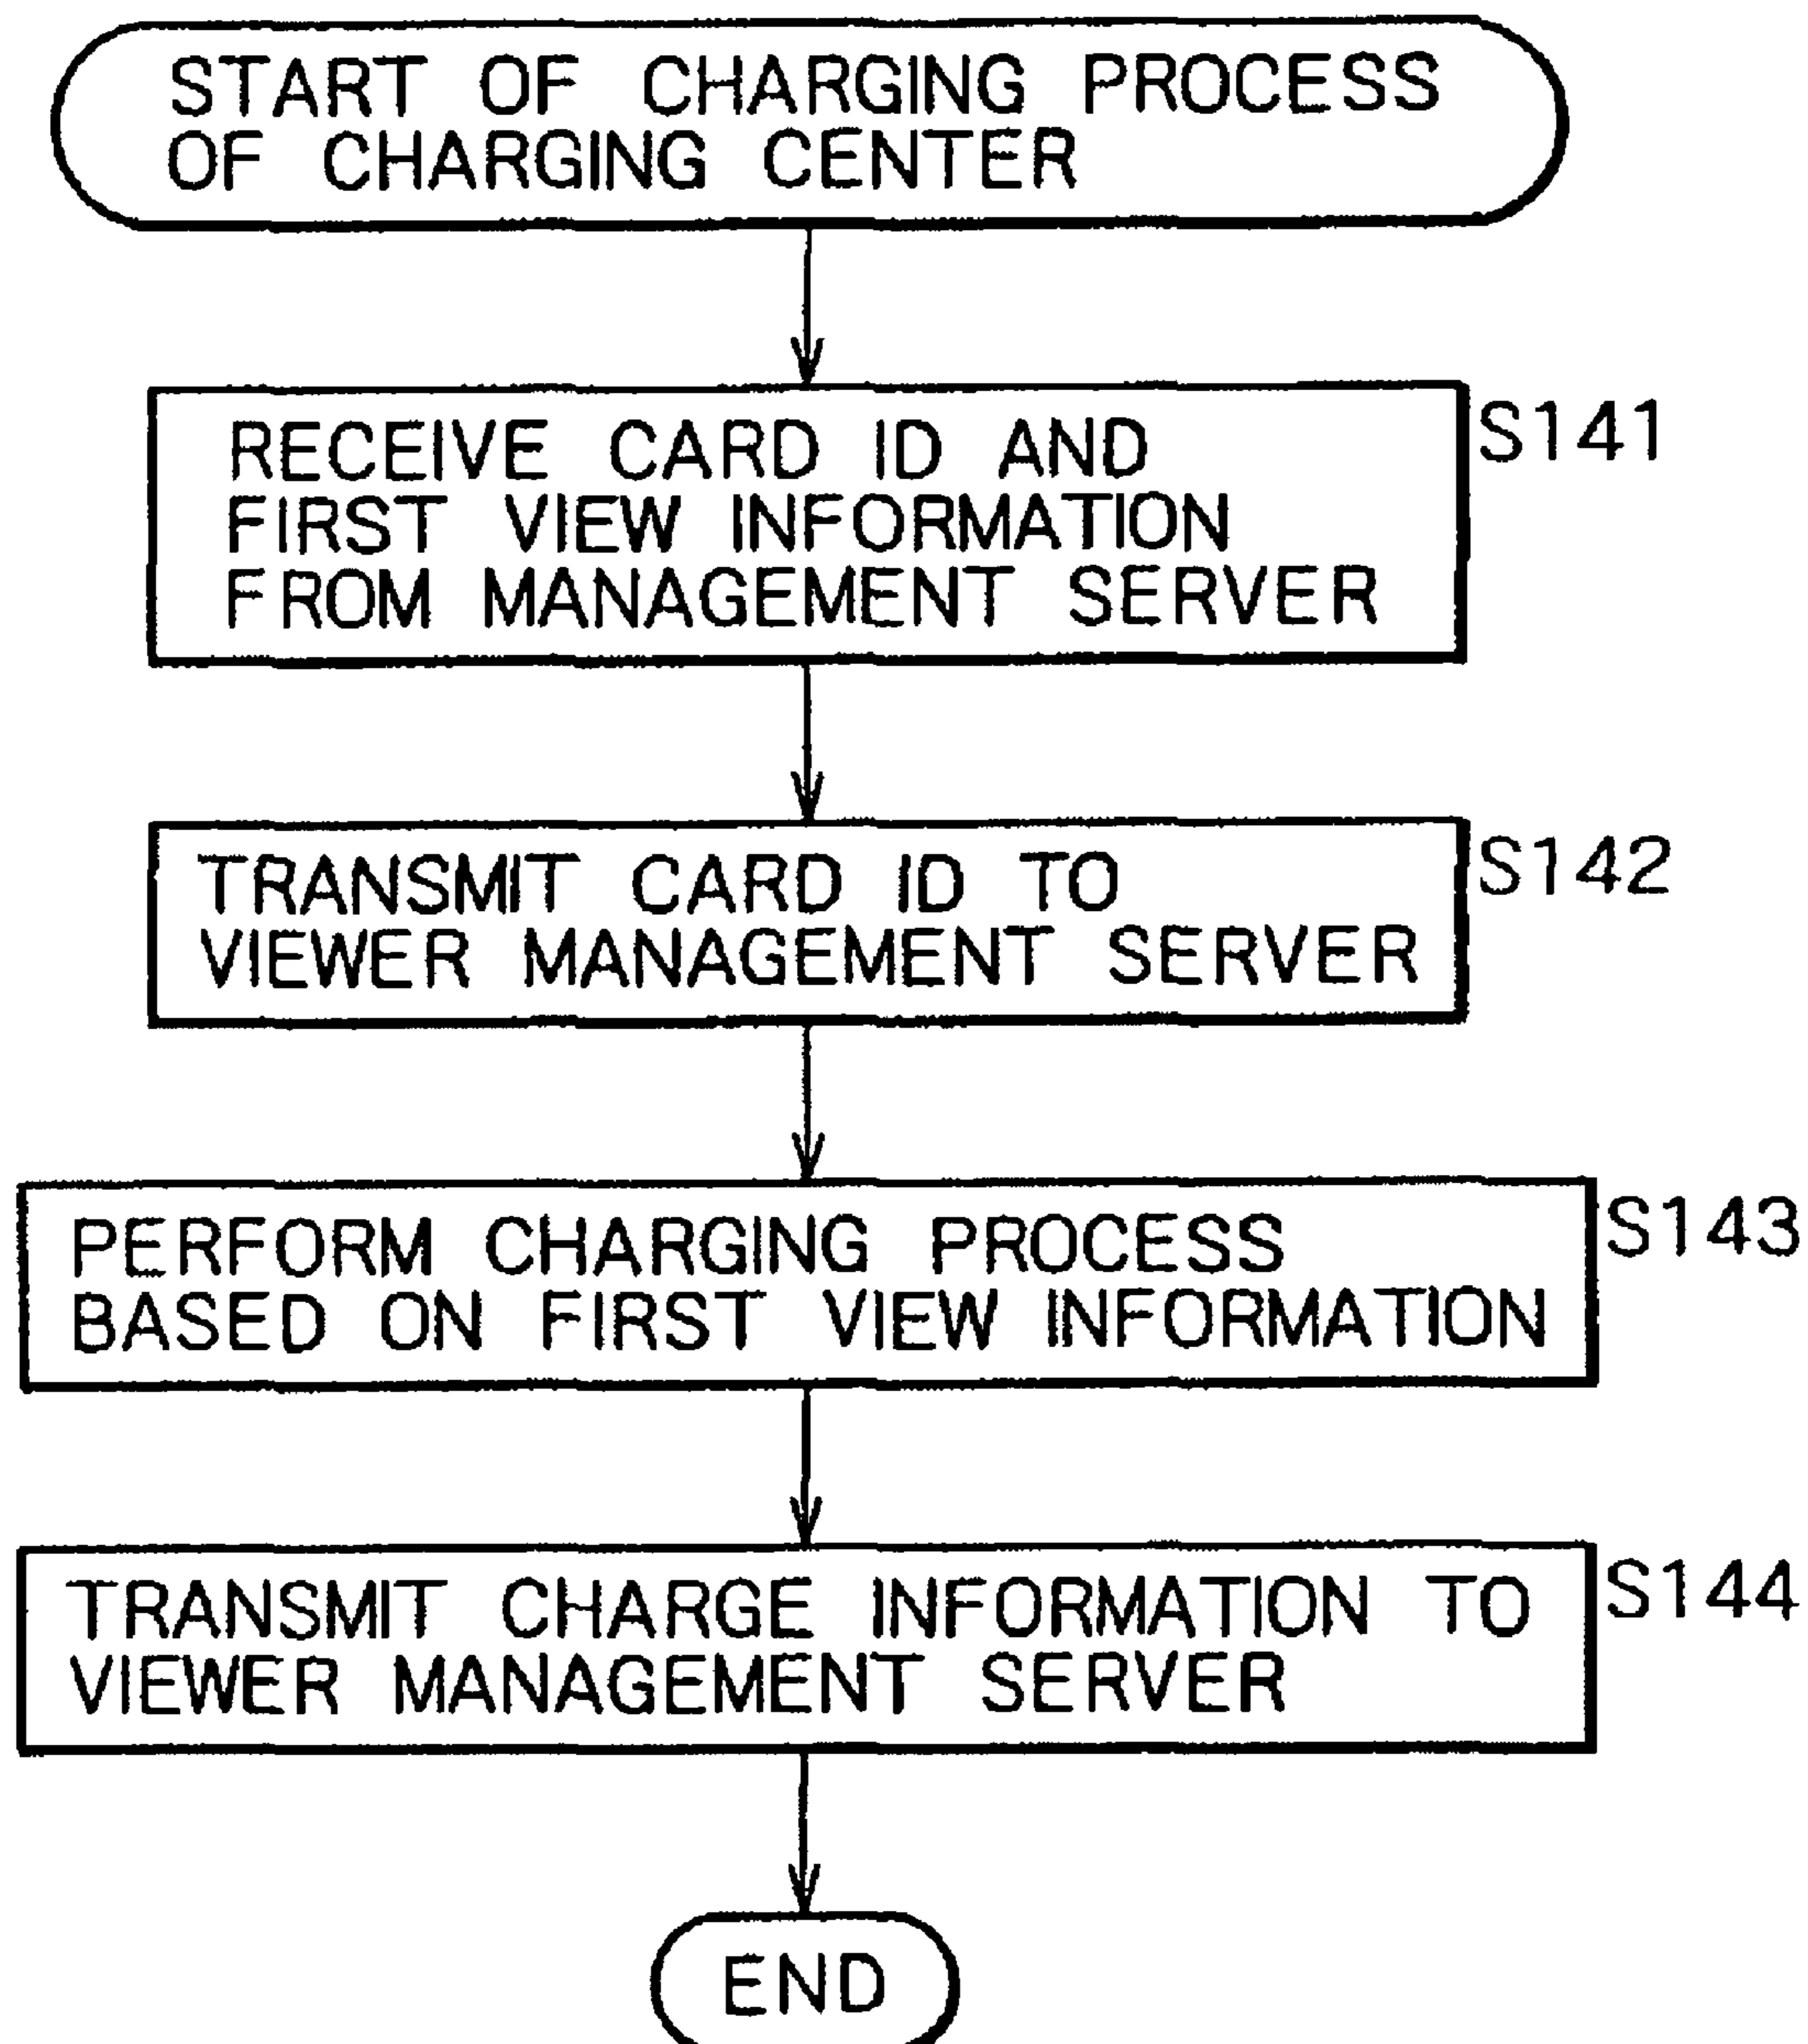 START OF CHARGING PROCESS
OF CHARGING CENTER
RECEIVE CARD ID AND
FIRST VIEW INFORMATION
FROM MANAGEMENT SERVER
S141
TRANSMIT CARD ID TO
VIEWER MANAGEMENT SERVER
S142
PERFORM CHARGING PROCESS
BASED ON FIRST VIEW INFORMATION
S143
TRANSMIT CHARGE INFORMATION TO
VIEWER MANAGEMENT SERVER
S144
END